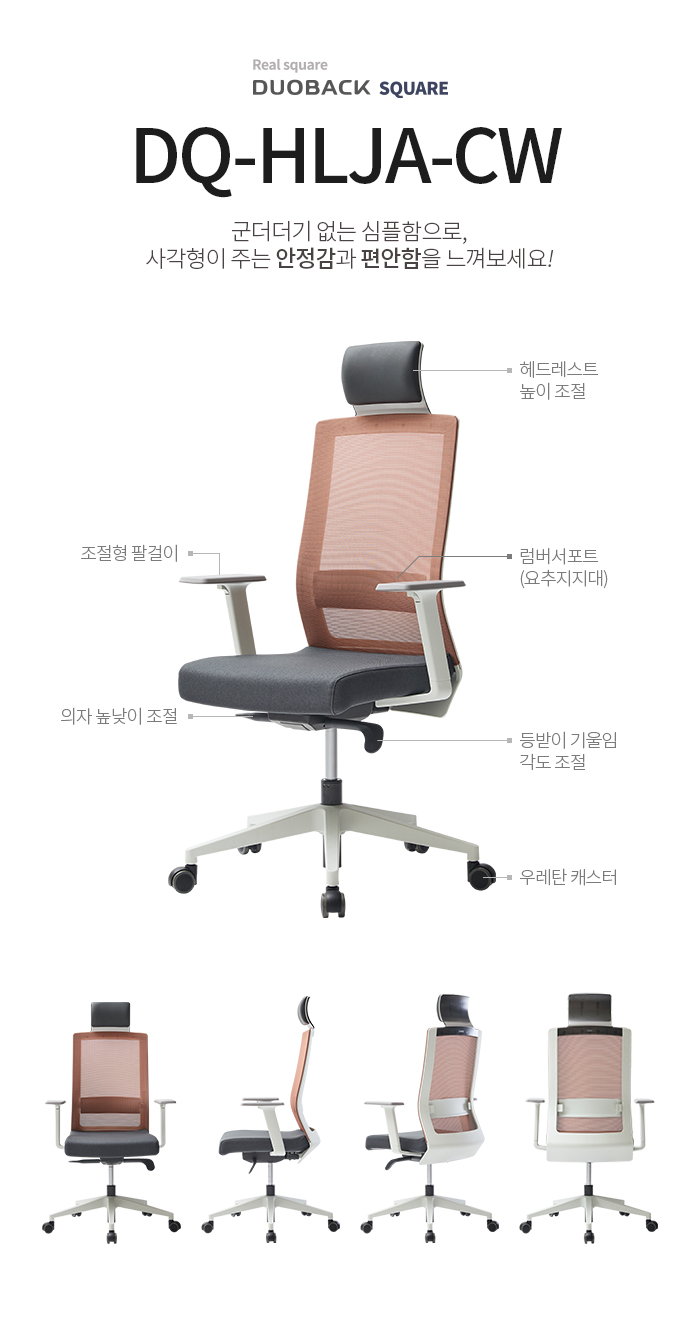 Real square
DUOBACK SQUARE
DQ-HLJA-CW
군더더기 없는 심플함으로,
사각형이 주는 안정감과 편안함을 느껴보세요!
헤드레스트
높이 조절
조절형 팔걸이
럼버서포트
(요추지지대)
의자 높낮이 조절
등받이 기울임
각도 조절
우레탄 캐스터